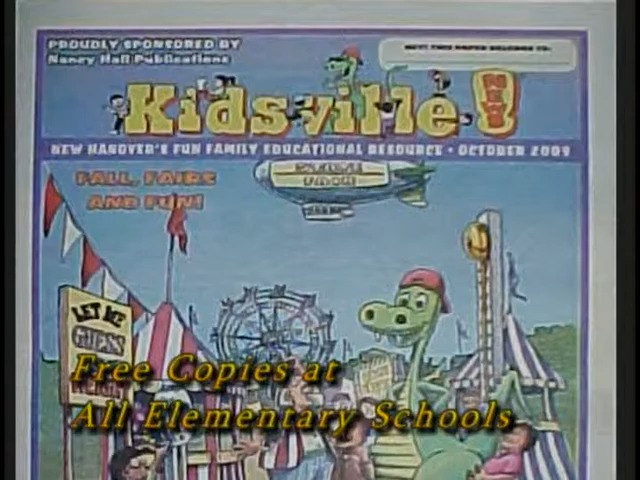 PROUDLY SPONSORED BY
Nancy Hall Publications
Kidsville
NEW HANOVER'S FUN FAMILY EDUCATIONAL RESOURCE • OCTOBER 2009
FALL, FAIRS
AND FUN!
LET ME
GUESS
Free Copies at
All Elementary Schools